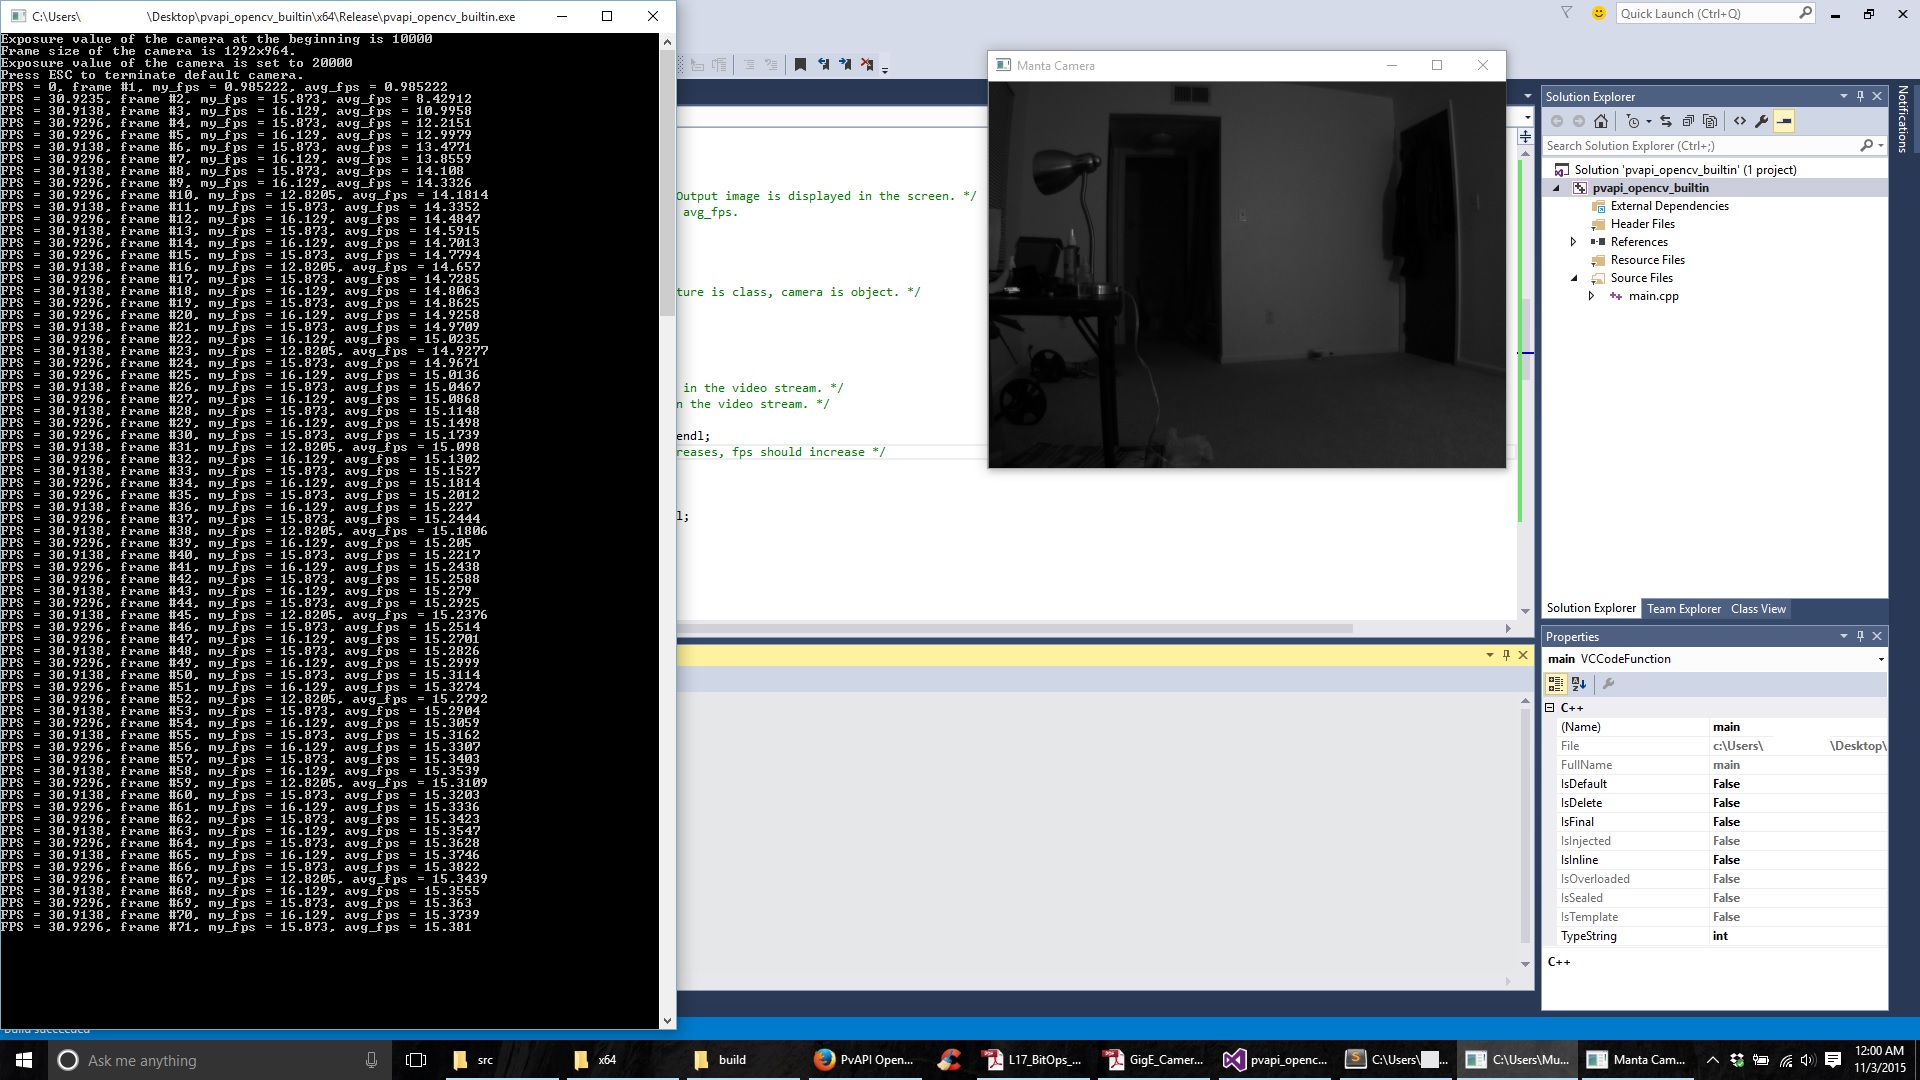 C:\Users\ \Desktop\pvapi_opencv_builtin\x64\Release\pvapi_opencv_builtin.exe
Exposure value of the camera at the beginning is 10000
Frame size of the camera is 1292x964.
Exposure value of the camera is set to 20000
Press ESC to terminate default camera.
FPS = 0, frame #1, my_fps = 0.985222, avg_fps = 0.985222
FPS = 30.9235, frame #2, my_fps = 15.873, avg_fps = 8.42912
FPS = 30.9138, frame #3, my_fps = 16.129, avg_fps = 10.9958
FPS = 30.9296, frame #4, my_fps = 15.873, avg_fps = 12.2151
FPS = 30.9296, frame #5, my_fps = 16.129, avg_fps = 12.9979
FPS = 30.9138, frame #6, my_fps = 15.873, avg_fps = 13.4771
FPS = 30.9296, frame #7, my_fps = 16.129, avg_fps = 13.8559
FPS = 30.9138, frame #8, my_fps = 15.873, avg_fps = 14.108
FPS = 30.9296, frame #9, my_fps = 16.129, avg_fps = 14.3326
FPS = 30.9296, frame #10, my_fps = 12.8205, avg_fps = 14.1814
FPS = 30.9138, frame #11, my_fps = 15.873, avg_fps = 14.3352
FPS = 30.9296, frame #12, my_fps = 16.129, avg_fps = 14.4847
FPS = 30.9138, frame #13, my_fps = 15.873, avg_fps = 14.5915
FPS = 30.9296, frame #14, my_fps = 16.129, avg_fps = 14.7013
FPS = 30.9296, frame #15, my_fps = 15.873, avg_fps = 14.7794
FPS = 30.9138, frame #16, my_fps = 12.8205, avg_fps = 14.657
FPS = 30.9296, frame #17, my_fps = 15.873, avg_fps = 14.7285
FPS = 30.9138, frame #18, my_fps = 16.129, avg_fps = 14.8063
FPS = 30.9296, frame #19, my_fps = 15.873, avg_fps = 14.8625
FPS = 30.9296, frame #20, my_fps = 16.129, avg_fps = 14.9258
FPS = 30.9138, frame #21, my_fps = 15.873, avg_fps = 14.9709
FPS = 30.9296, frame #22, my_fps = 16.129, avg_fps = 15.0235
FPS = 30.9138, frame #23, my_fps = 12.8205, avg_fps = 14.9277
FPS = 30.9296, frame #24, my_fps = 15.873, avg_fps = 14.9671
FPS = 30.9296, frame #25, my_fps = 16.129, avg_fps = 15.0136
FPS = 30.9138, frame #26, my_fps = 15.873, avg_fps = 15.0467
FPS = 30.9296, frame #27, my_fps = 16.129, avg_fps = 15.0868
FPS = 30.9138, frame #28, my_fps = 15.873, avg_fps = 15.1148
FPS = 30.9296, frame #29, my_fps = 16.129, avg_fps = 15.1498
FPS = 30.9296, frame #30, my_fps = 15.873, avg_fps = 15.1739
FPS = 30.9138, frame #31, my_fps = 12.8205, avg_fps = 15.098
FPS = 30.9296, frame #32, my_fps = 16.129, avg_fps = 15.1302
FPS = 30.9138, frame #33, my_fps = 15.873, avg_fps = 15.1527
FPS = 30.9296, frame #34, my_fps = 16.129, avg_fps = 15.1814
FPS = 30.9296, frame #35, my_fps = 15.873, avg_fps = 15.2012
FPS = 30.9138, frame #36, my_fps = 16.129, avg_fps = 15.227
FPS = 30.9296, frame #37, my_fps = 15.873, avg_fps = 15.2444
FPS = 30.9138, frame #38, my_fps = 12.8205, avg_fps = 15.1806
FPS = 30.9296, frame #39, my_fps = 16.129, avg_fps = 15.205
FPS = 30.9138, frame #40, my_fps = 15.873, avg_fps = 15.2217
FPS = 30.9296, frame #41, my_fps = 16.129, avg_fps = 15.2438
FPS = 30.9296, frame #42, my_fps = 15.873, avg_fps = 15.2588
FPS = 30.9138, frame #43, my_fps = 16.129, avg_fps = 15.279
FPS = 30.9296, frame #44, my_fps = 15.873, avg_fps = 15.2925
FPS = 30.9138, frame #45, my_fps = 12.8205, avg_fps = 15.2376
FPS = 30.9296, frame #46, my_fps = 15.873, avg_fps = 15.2514
FPS = 30.9296, frame #47, my_fps = 16.129, avg_fps = 15.2701
FPS = 30.9138, frame #48, my_fps = 15.873, avg_fps = 15.2826
FPS = 30.9296, frame #49, my_fps = 16.129, avg_fps = 15.2999
FPS = 30.9138, frame #50, my_fps = 15.873, avg_fps = 15.3114
FPS = 30.9296, frame #51, my_fps = 16.129, avg_fps = 15.3274
FPS = 30.9296, frame #52, my_fps = 12.8205, avg_fps = 15.2792
FPS = 30.9138, frame #53, my_fps = 15.873, avg_fps = 15.2904
FPS = 30.9296, frame #54, my_fps = 16.129, avg_fps = 15.3059
FPS = 30.9138, frame #55, my_fps = 15.873, avg_fps = 15.3162
FPS = 30.9296, frame #56, my_fps = 16.129, avg_fps = 15.3307
FPS = 30.9296, frame #57, my_fps = 15.873, avg_fps = 15.3403
FPS = 30.9138, frame #58, my_fps = 16.129, avg_fps = 15.3539
FPS = 30.9296, frame #59, my_fps = 12.8205, avg_fps = 15.3109
FPS = 30.9138, frame #60, my_fps = 15.873, avg_fps = 15.3203
FPS = 30.9296, frame #61, my_fps = 16.129, avg_fps = 15.3336
FPS = 30.9296, frame #62, my_fps = 15.873, avg_fps = 15.3423
FPS = 30.9138, frame #63, my_fps = 16.129, avg_fps = 15.3547
FPS = 30.9296, frame #64, my_fps = 15.873, avg_fps = 15.3628
FPS = 30.9138, frame #65, my_fps = 16.129, avg_fps = 15.3746
FPS = 30.9296, frame #66, my_fps = 15.873, avg_fps = 15.3822
FPS = 30.9296, frame #67, my_fps = 12.8205, avg_fps = 15.3439
FPS = 30.9138, frame #68, my_fps = 16.129, avg_fps = 15.3555
FPS = 30.9296, frame #69, my_fps = 15.873, avg_fps = 15.363
FPS = 30.9138, frame #70, my_fps = 16.129, avg_fps = 15.3739
FPS = 30.9296, frame #71, my_fps = 15.873, avg_fps = 15.381
Output image is displayed in the screen. */
avg_fps.
ture is class, camera is object. */
in the video stream. */
n the video stream. */
endl;
reases, fps should increase */
l;
Manta Camera
Quick Launch (Ctrl+Q)
Notifications
Solution Explorer
Search Solution Explorer (Ctrl+;)
Solution 'pvapi_opencv_builtin' (1 project)
pvapi_opencv_builtin
External Dependencies
Header Files
References
Resource Files
Source Files
main.cpp
Solution Explorer Team Explorer Class View
Properties
main VCCodeFunction
C++
(Name) main
File c:\Users\ \Desktop\
FullName main
IsDefault False
IsDelete False
IsFinal False
IsInjected False
IsInline False
IsOverloaded False
IsSealed False
IsTemplate False
TypeString int
C++
Build succeeded
Ask me anything
src
x64
build
PvAPI Open...
L17_BitOps_...
GigE_Camer...
pvapi_openc...
C:\Users\ ...
C:\Users\Mu...
Manta Cam...
12:00 AM
11/3/2015